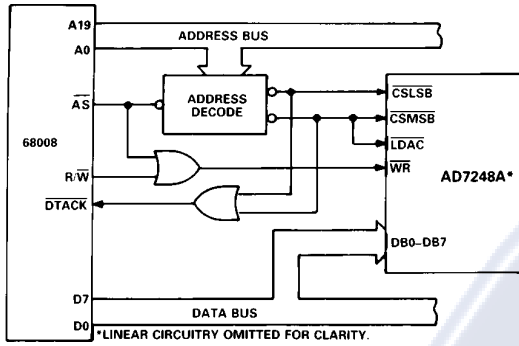 A19
ADDRESS BUS
A0
ADDRESS DECODE
CSLSB
AS
CSMSB
68008
LDAC
R/W
WR
AD7248A*
DTACK
DB0–DB7
D7
DATA BUS
D0
*LINEAR CIRCUITRY OMITTED FOR CLARITY.